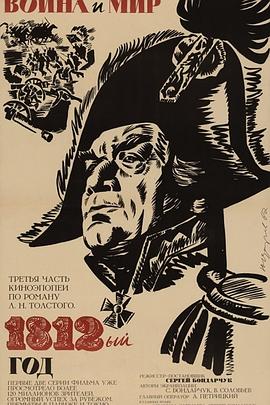 ВОЙНА И МИР
ТРЕТЬЯ ЧАСТЬ
КИНОЭПОПЕИ
ПО РОМАНУ
Л. Н. ТОЛСТОГО.
1812ый
ГОД
ПЕРВЫЕ ДВЕ СЕРИИ ФИЛЬМА УЖЕ
ПРОСМОТРЕЛО БОЛЕЕ
120 МИЛЛИОНОВ ЗРИТЕЛЕЙ.
ОГРОМНЫЙ УСПЕХ ЗА РУБЕЖОМ.
РЕЖИССЕР-ПОСТАНОВЩИК
СЕРГЕЙ БОНДАРЧУК
АВТОРЫ ЭКРАНИЗАЦИИ
С. БОНДАРЧУК, В. СОЛОВЬЕВ
ГЛАВНЫЙ ОПЕРАТОР А. ПЕТРИЦКИЙ